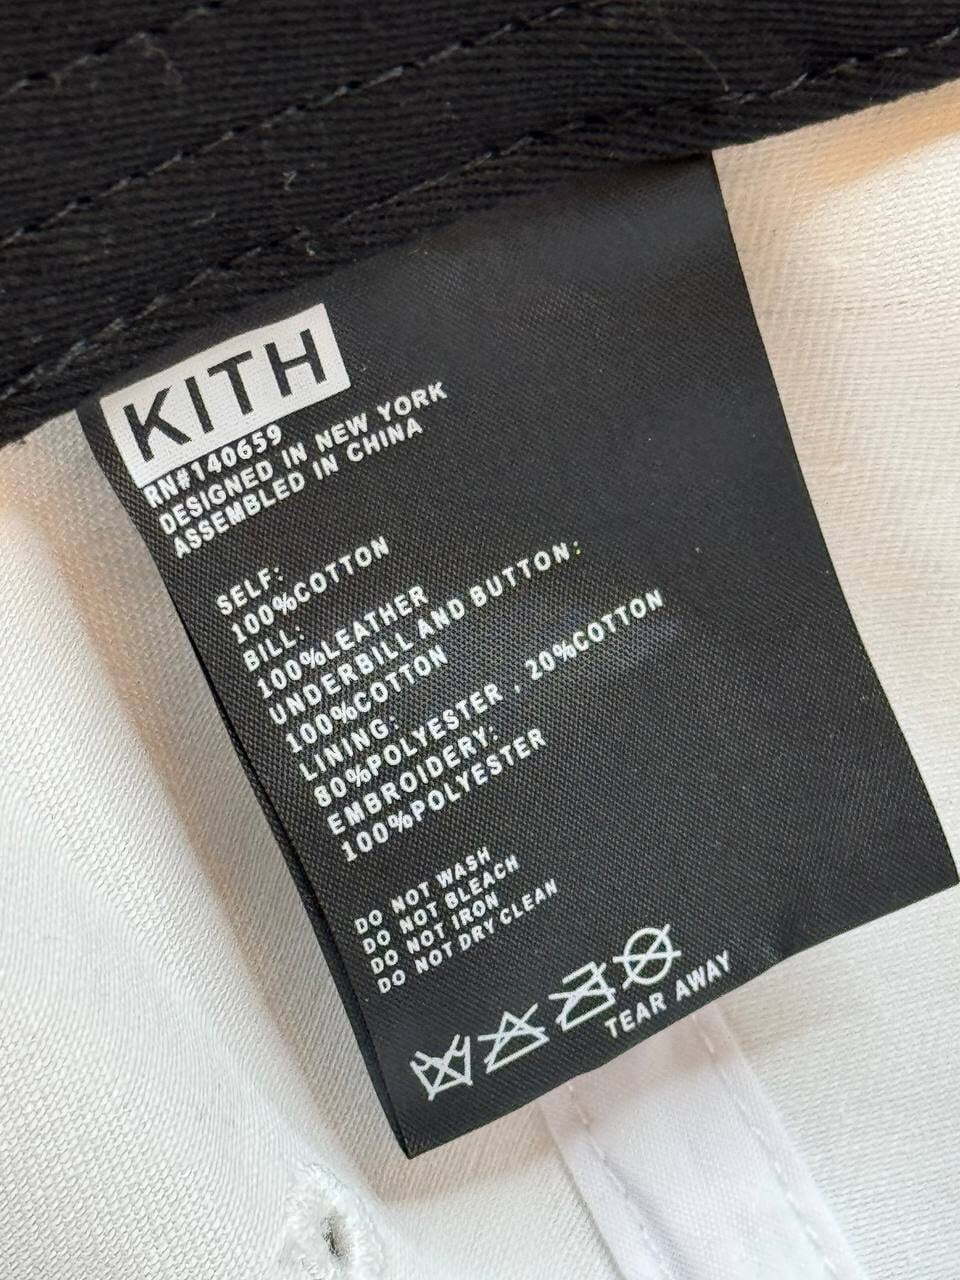 KITH
RN#140659
DESIGNED IN NEW YORK
ASSEMBLED IN CHINA
SELF:
100%COTTON
BILL:
100%LEATHER
UNDERBILL AND BUTTON:
100%COTTON
LINING:
80%POLYESTER , 20%COTTON
EMBROIDERY:
100%POLYESTER
DO NOT WASH
DO NOT BLEACH
DO NOT IRON
DO NOT DRY CLEAN
TEAR AWAY